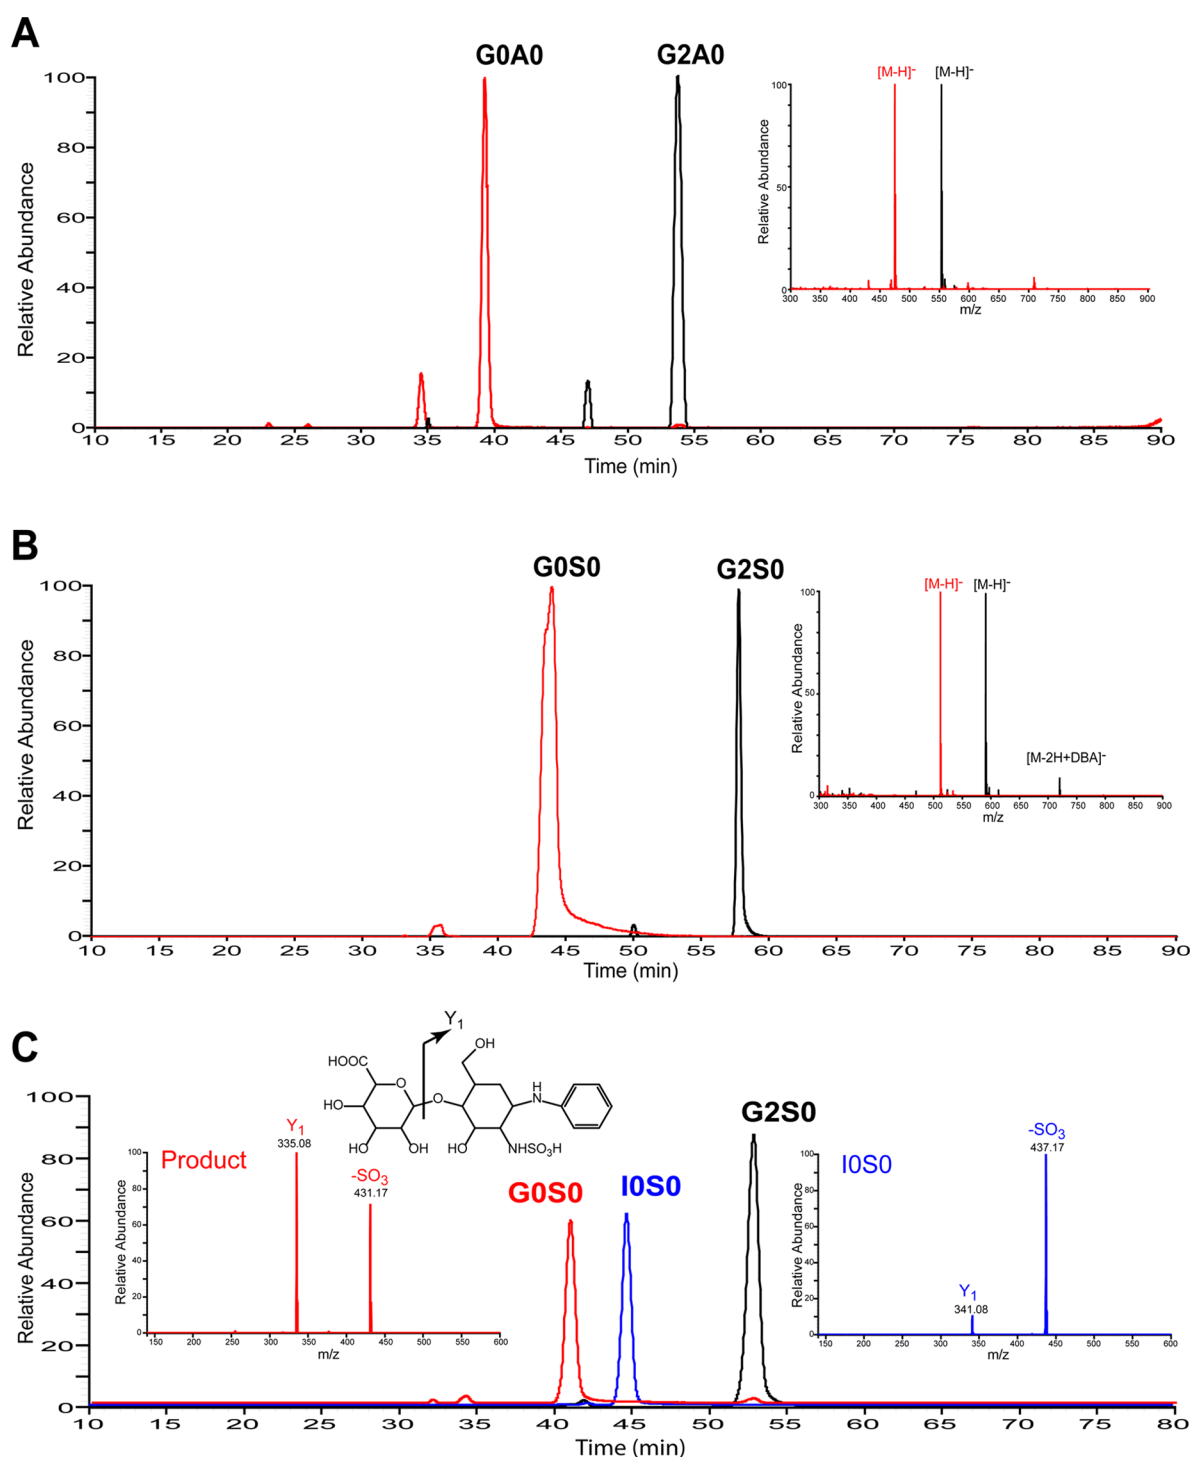 A
G0A0
G2A0
[M-H]-
[M-H]-
Relative Abundance
100
50
0
300 350 400 450 500 550 600 650 700 750 800 850 900
m/z
Relative Abundance
100
80
60
40
20
0
10 15 20 25 30 35 40 45 50 55 60 65 70 75 80 85 90
Time (min)
B
G0S0
G2S0
[M-H]-
[M-H]-
[M-2H+DBA]-
Relative Abundance
100
50
0
300 350 400 450 500 550 600 650 700 750 800 850 900
m/z
Relative Abundance
100
80
60
40
20
0
10 15 20 25 30 35 40 45 50 55 60 65 70 75 80 85 90
Time (min)
C
Y1
HOOC
OH
O
H
N
HO
O
HO
OH
HO
NHSO3H
G0S0
I0S0
G2S0
Product
Y1
335.08
-SO3
431.17
Relative Abundance
100
80
60
40
20
0
150 200 250 300 350 400 450 500 550 600
m/z
I0S0
-SO3
437.17
Y1
341.08
Relative Abundance
100
80
60
40
20
0
150 200 250 300 350 400 450 500 550 600
m/z
Relative Abundance
100
80
60
40
20
0
10 15 20 25 30 35 40 45 50 55 60 65 70 75 80
Time (min)